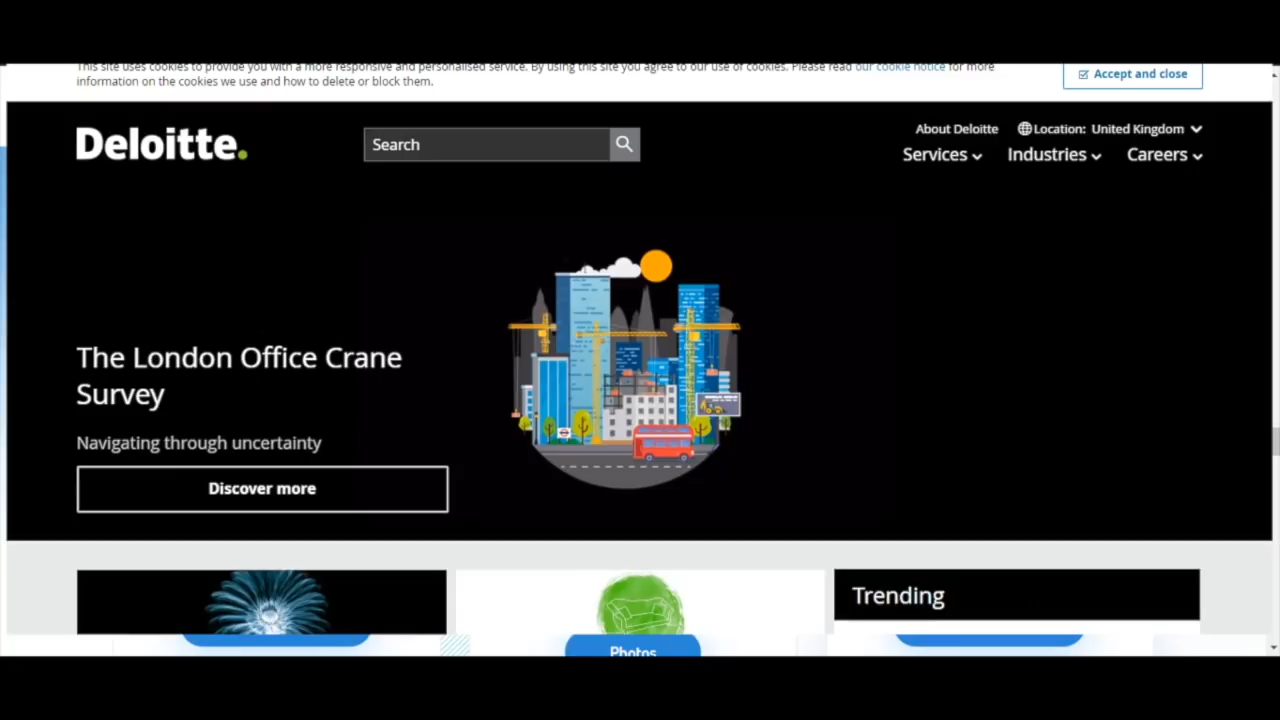 This site uses cookies to provide you with a more responsive and personalised service. By using this site you agree to our use of cookies. Please read our cookie notice for more
information on the cookies we use and how to delete or block them.
Accept and close
Deloitte.
Search
About Deloitte
Location: United Kingdom
Services
Industries
Careers
The London Office Crane
Survey
Navigating through uncertainty
Discover more
Trending
Photos